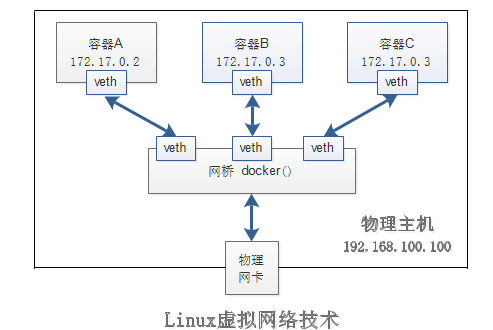 容器A
172.17.0.2
veth
容器B
172.17.0.3
veth
容器C
172.17.0.3
veth
veth
veth
veth
网桥 docker()
物理主机
192.168.100.100
物理
网卡
Linux虚拟网络技术